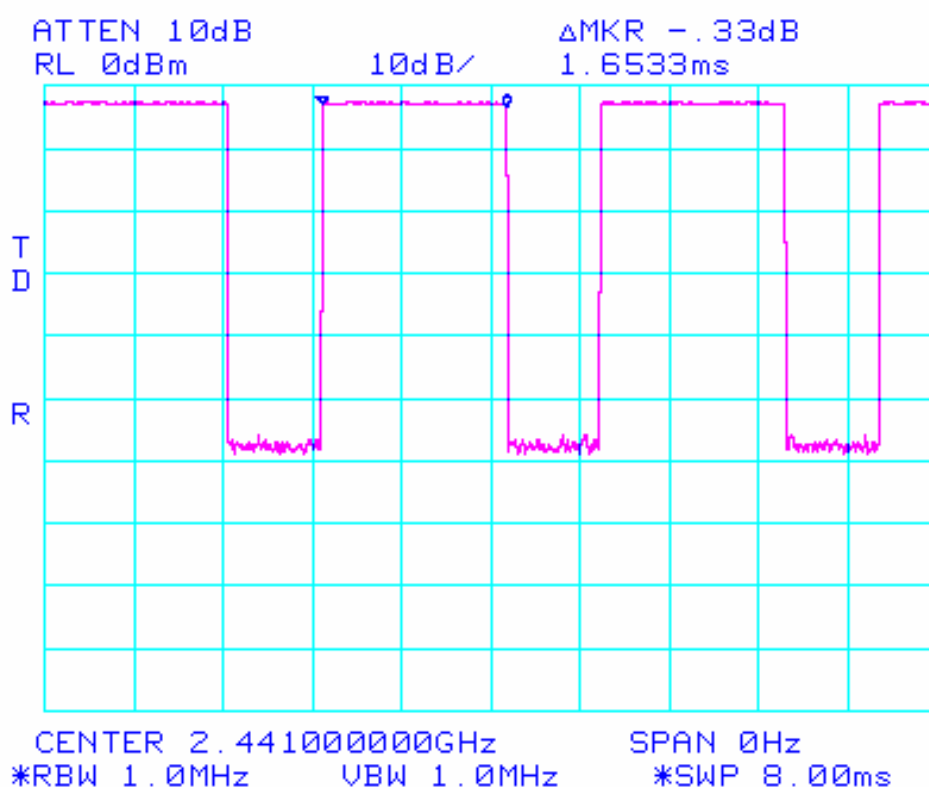 ATTEN 10dB ΔMKR -.33dB
RL 0dBm 10dB/ 1.6533ms
T
D
R
CENTER 2.441000000GHz SPAN 0Hz
*RBW 1.0MHz VBW 1.0MHz *SWP 8.00ms